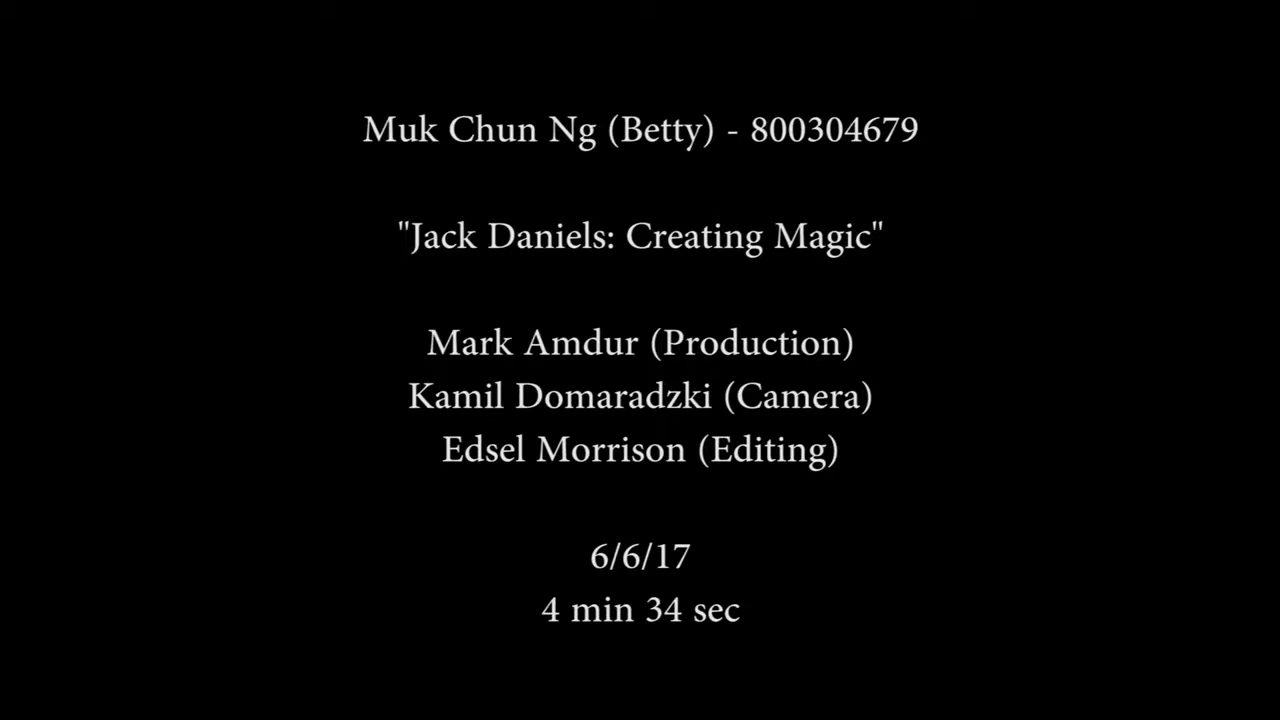 Muk Chun Ng (Betty) - 800304679
"Jack Daniels: Creating Magic"
Mark Amdur (Production)
Kamil Domaradzki (Camera)
Edsel Morrison (Editing)
6/6/17
4 min 34 sec